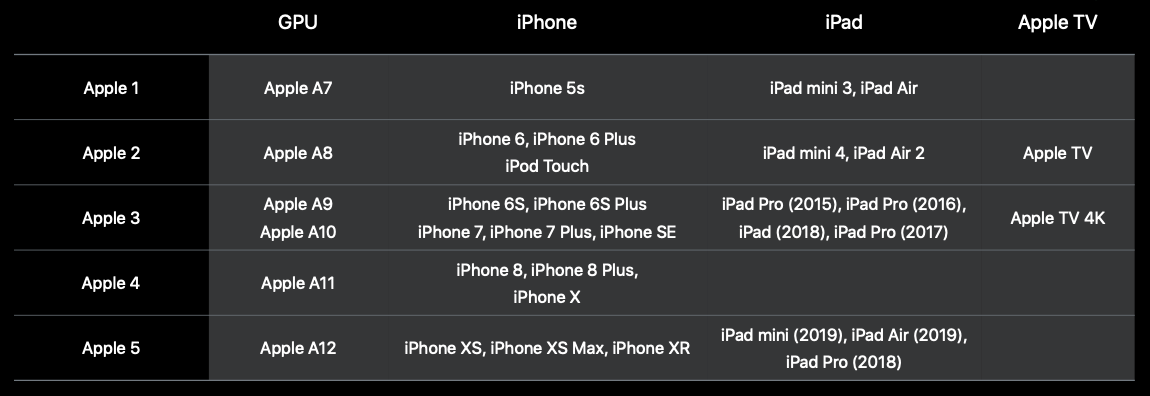 GPU iPhone iPad Apple TV
Apple 1 Apple A7 iPhone 5s iPad mini 3, iPad Air
Apple 2 Apple A8 iPhone 6, iPhone 6 Plus
iPod Touch iPad mini 4, iPad Air 2 Apple TV
Apple 3 Apple A9
Apple A10 iPhone 6S, iPhone 6S Plus
iPhone 7, iPhone 7 Plus, iPhone SE iPad Pro (2015), iPad Pro (2016),
iPad (2018), iPad Pro (2017) Apple TV 4K
Apple 4 Apple A11 iPhone 8, iPhone 8 Plus,
iPhone X
Apple 5 Apple A12 iPhone XS, iPhone XS Max, iPhone XR iPad mini (2019), iPad Air (2019),
iPad Pro (2018)